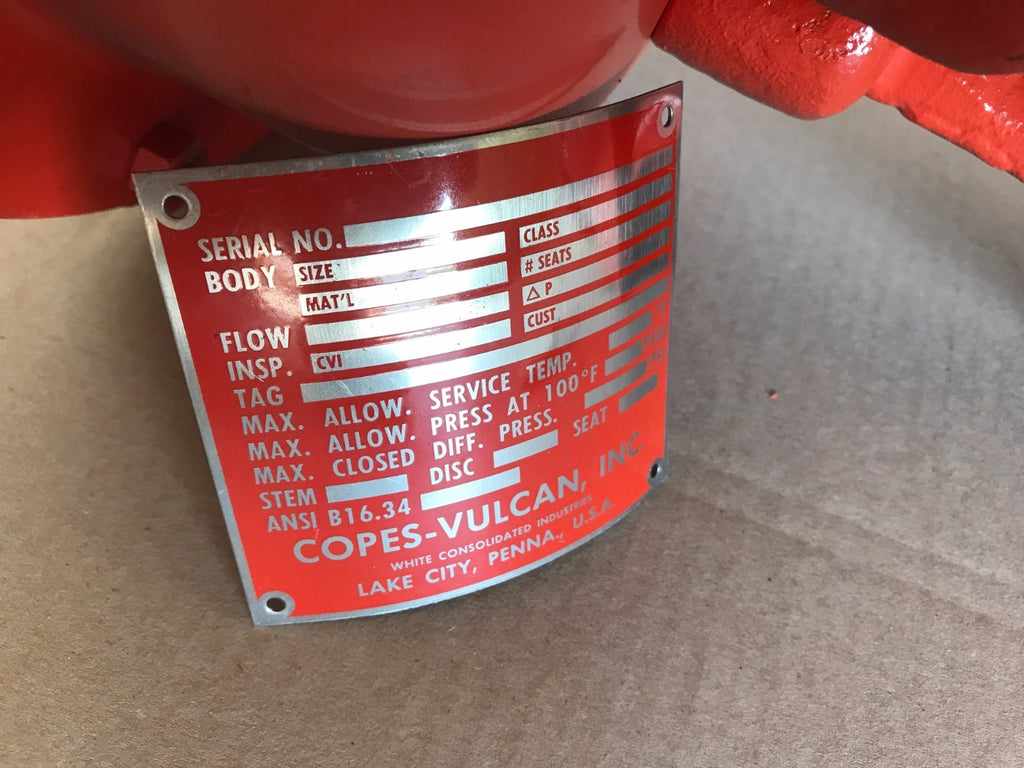 SERIAL NO.
BODY SIZE CLASS
MAT'L # SEATS
FLOW △ P
INSP. CVI CUST
TAG
MAX. ALLOW. SERVICE TEMP.
MAX. ALLOW. PRESS AT 100°F
MAX. CLOSED DIFF. PRESS.
STEM DISC SEAT
ANSI B16.34
COPES-VULCAN, INC.
WHITE CONSOLIDATED INDUSTRIES
LAKE CITY, PENNA. U.S.A.